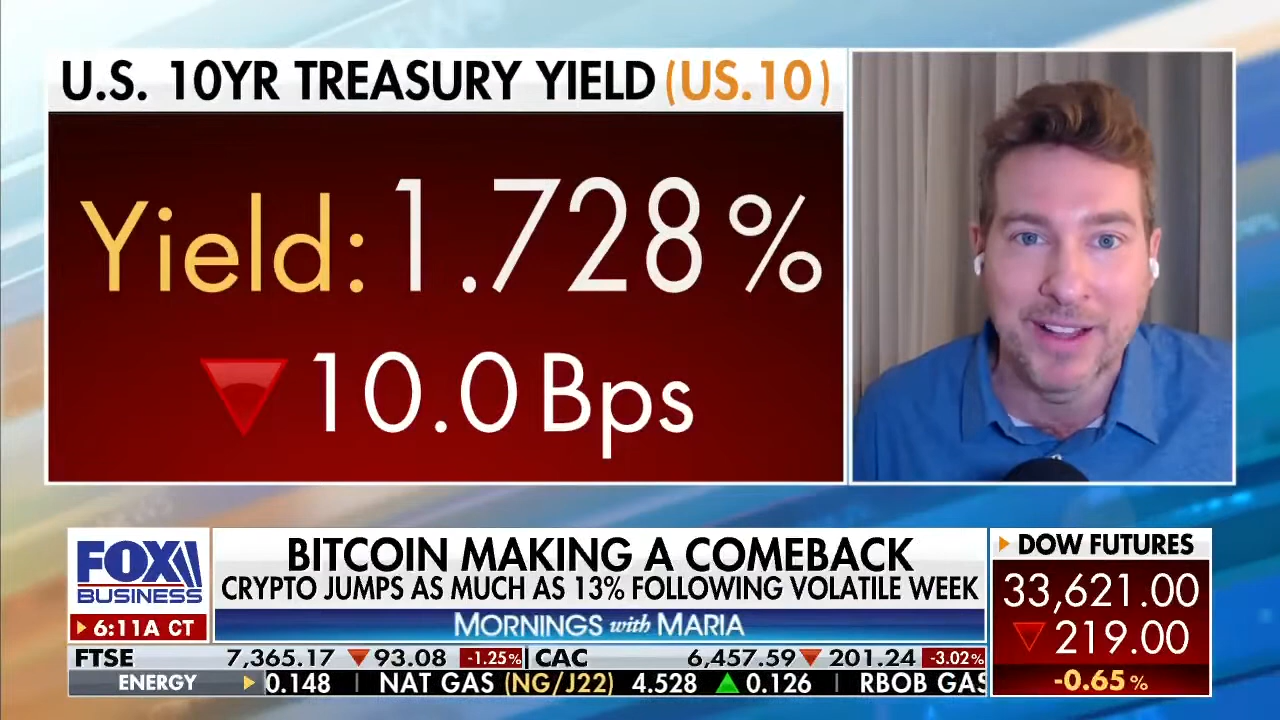 U.S. 10YR TREASURY YIELD (US.10)
Yield: 1.728%
▼ 10.0 Bps
FOX BUSINESS
6:11A CT
BITCOIN MAKING A COMEBACK
CRYPTO JUMPS AS MUCH AS 13% FOLLOWING VOLATILE WEEK
MORNINGS with MARIA
DOW FUTURES
33,621.00
▼ 219.00
-0.65%
FTSE 7,365.17 ▼ 93.08 -1.25% CAC 6,457.59 ▼ 201.24 -3.02%
ENERGY 0.148 | NAT GAS (NG/J22) 4.528 ▲ 0.126 | RBOB GAS